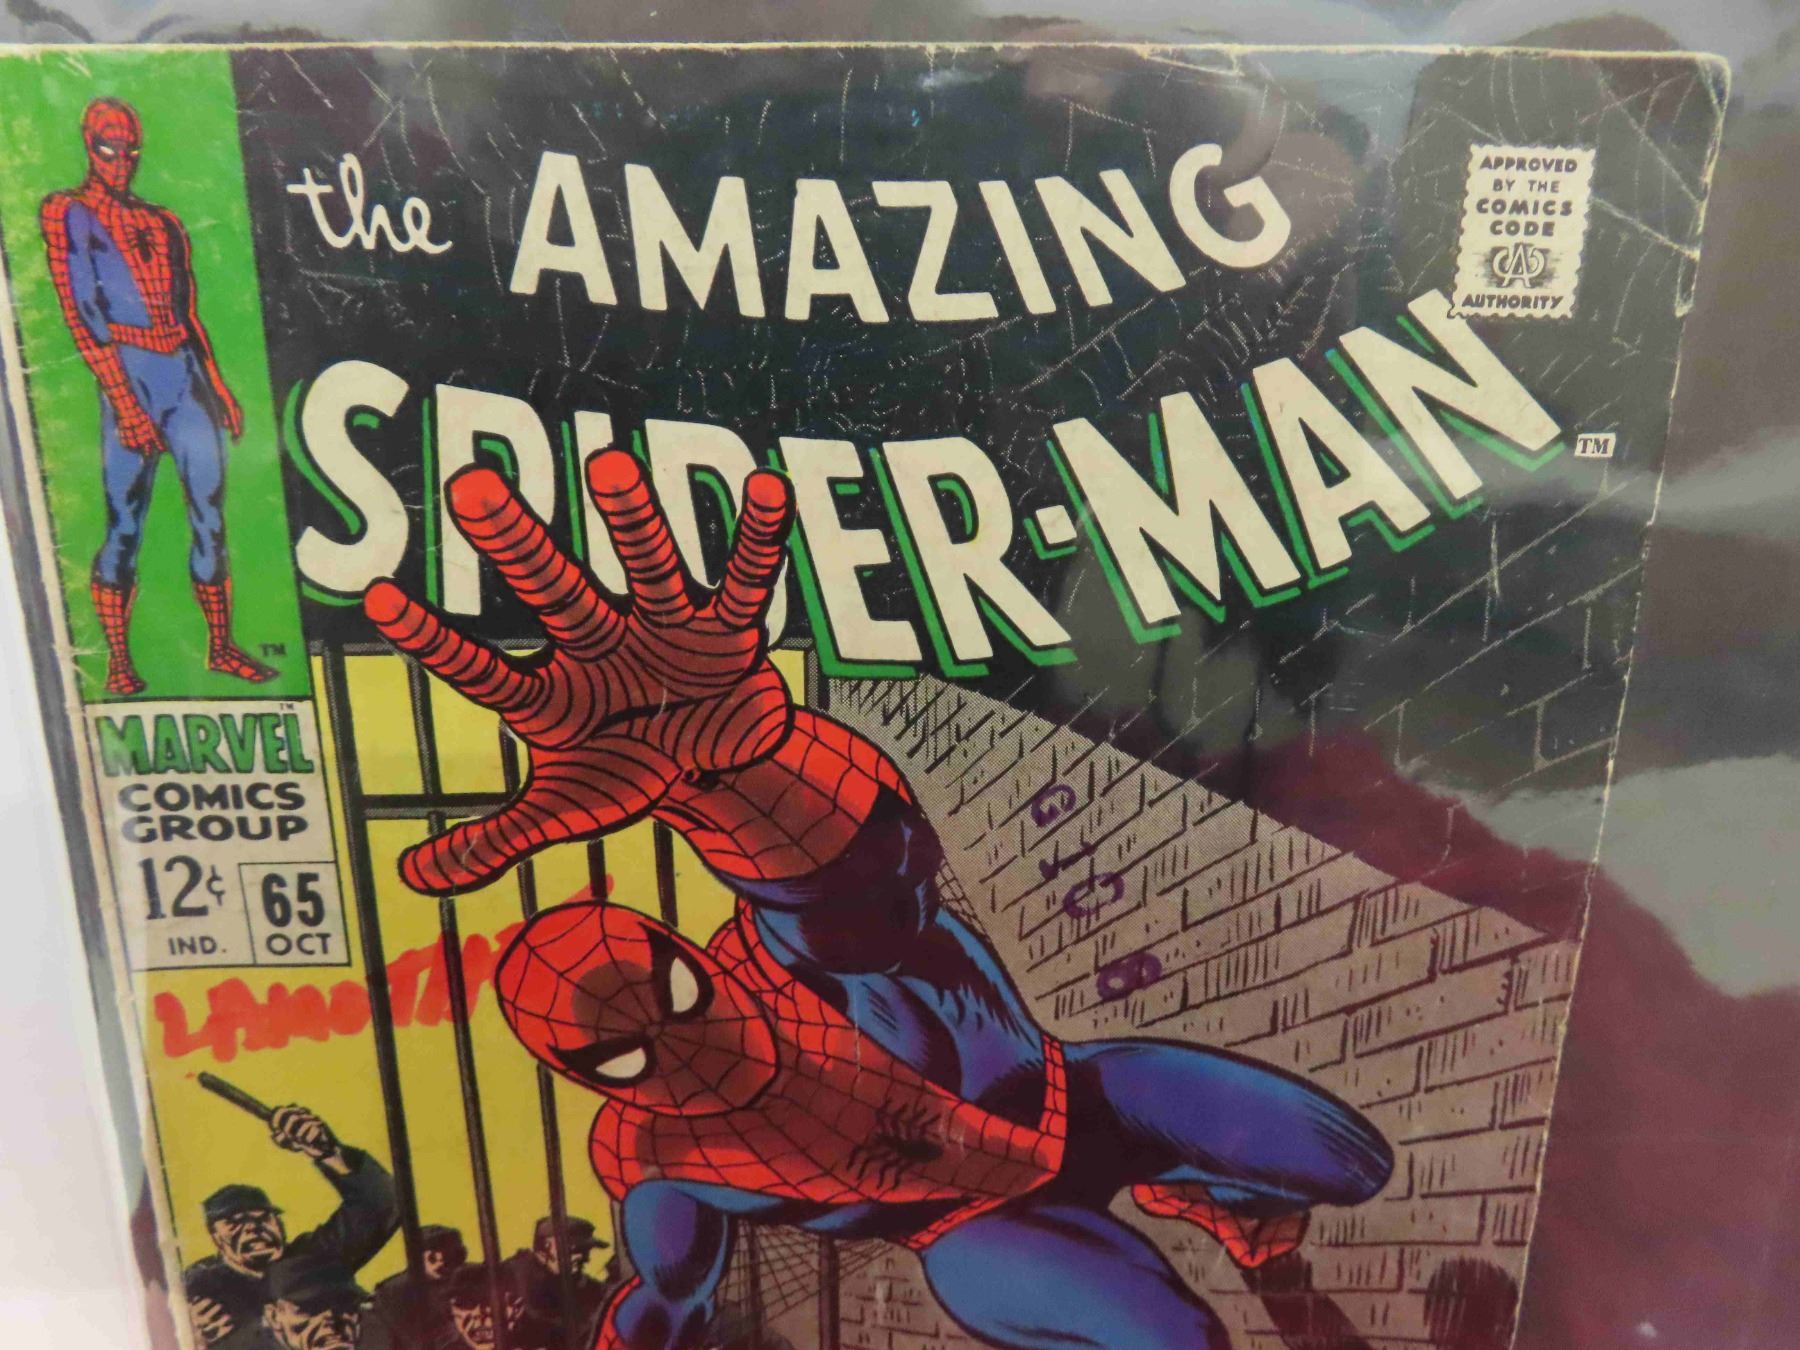 the AMAZING
SPIDER-MAN TM
APPROVED
BY THE
COMICS
CODE
CA
AUTHORITY
TM
MARVEL TM
COMICS
GROUP
12¢
IND.
65
OCT